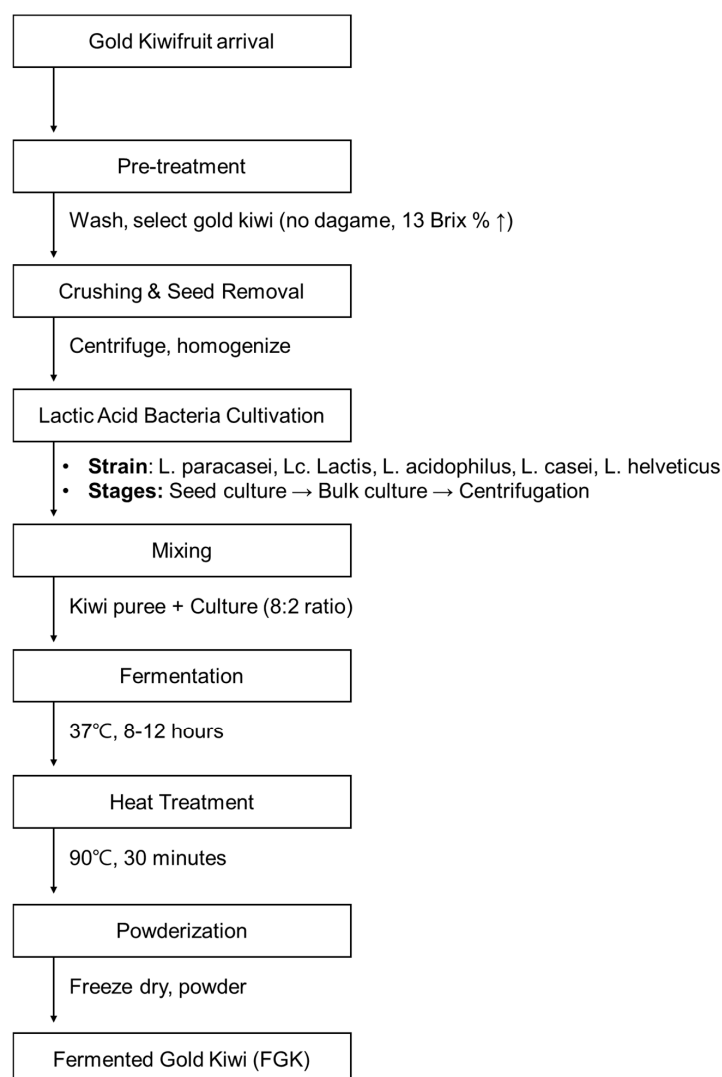 Gold Kiwifruit arrival
Pre-treatment
Wash, select gold kiwi (no dagame, 13 Brix % ↑)
Crushing & Seed Removal
Centrifuge, homogenize
Lactic Acid Bacteria Cultivation
• Strain: L. paracasei, Lc. Lactis, L. acidophilus, L. casei, L. helveticus
• Stages: Seed culture → Bulk culture → Centrifugation
Mixing
Kiwi puree + Culture (8:2 ratio)
Fermentation
37℃, 8-12 hours
Heat Treatment
90℃, 30 minutes
Powderization
Freeze dry, powder
Fermented Gold Kiwi (FGK)